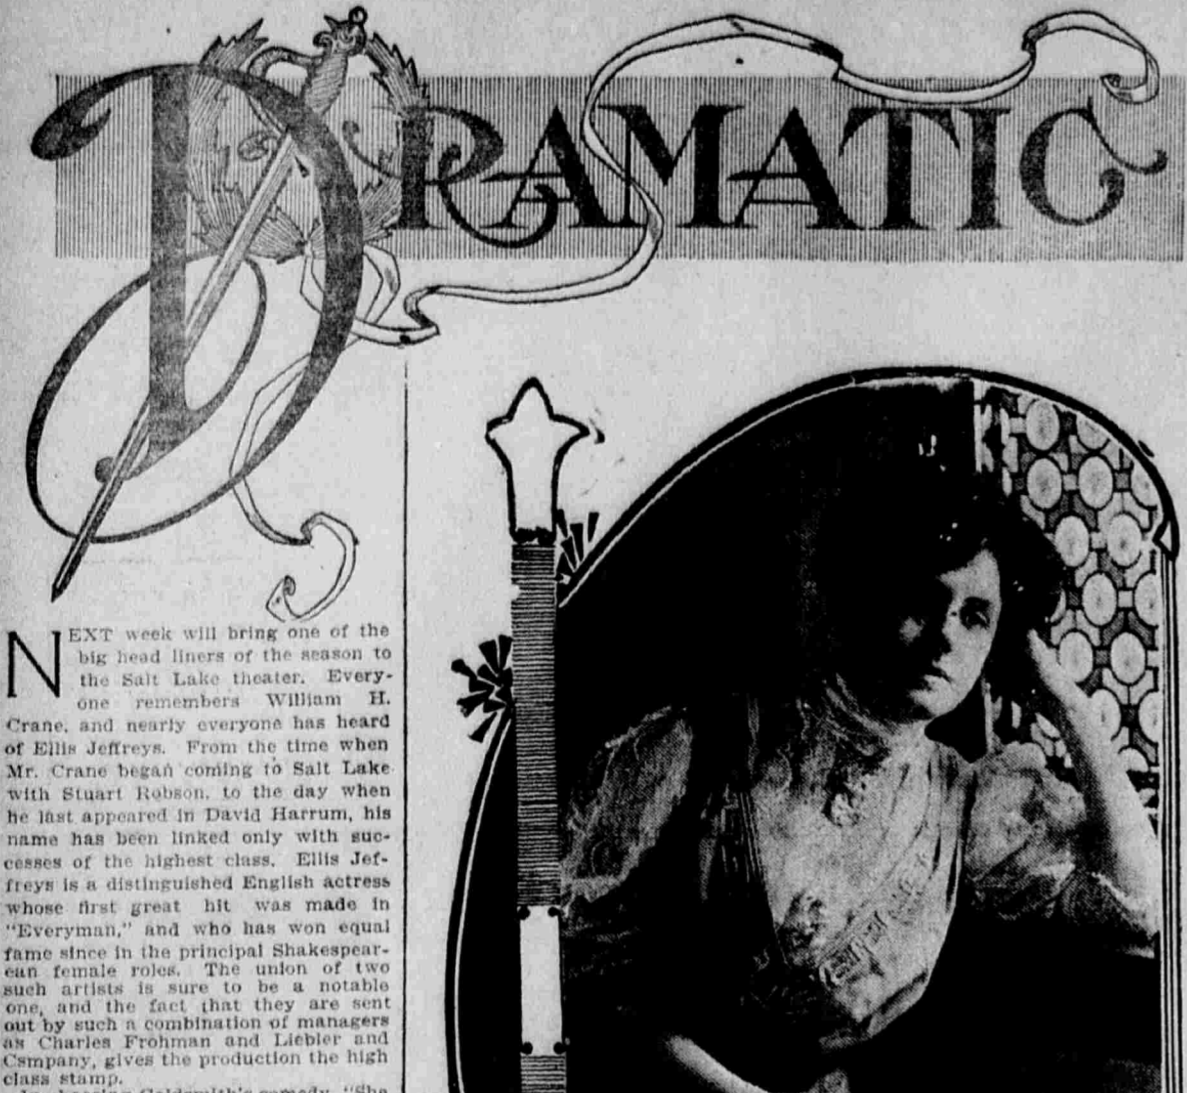 DRAMATIC
NEXT week will bring one of the
big head liners of the season to
the Salt Lake theater. Every-
one remembers William H.
Crane, and nearly everyone has heard
of Ellis Jeffreys. From the time when
Mr. Crane began coming to Salt Lake
with Stuart Robson, to the day when
he last appeared in David Harrum, his
name has been linked only with suc-
cesses of the highest class. Ellis Jef-
freys is a distinguished English actress
whose first great hit was made in
"Everyman," and who has won equal
fame since in the principal Shakespear-
ean female roles. The union of two
such artists is sure to be a notable
one, and the fact that they are sent
out by such a combination of managers
as Charles Frohman and Liebler and
Csmpany, gives the production the high
class stamp.
Goldsmith's comedy, "She